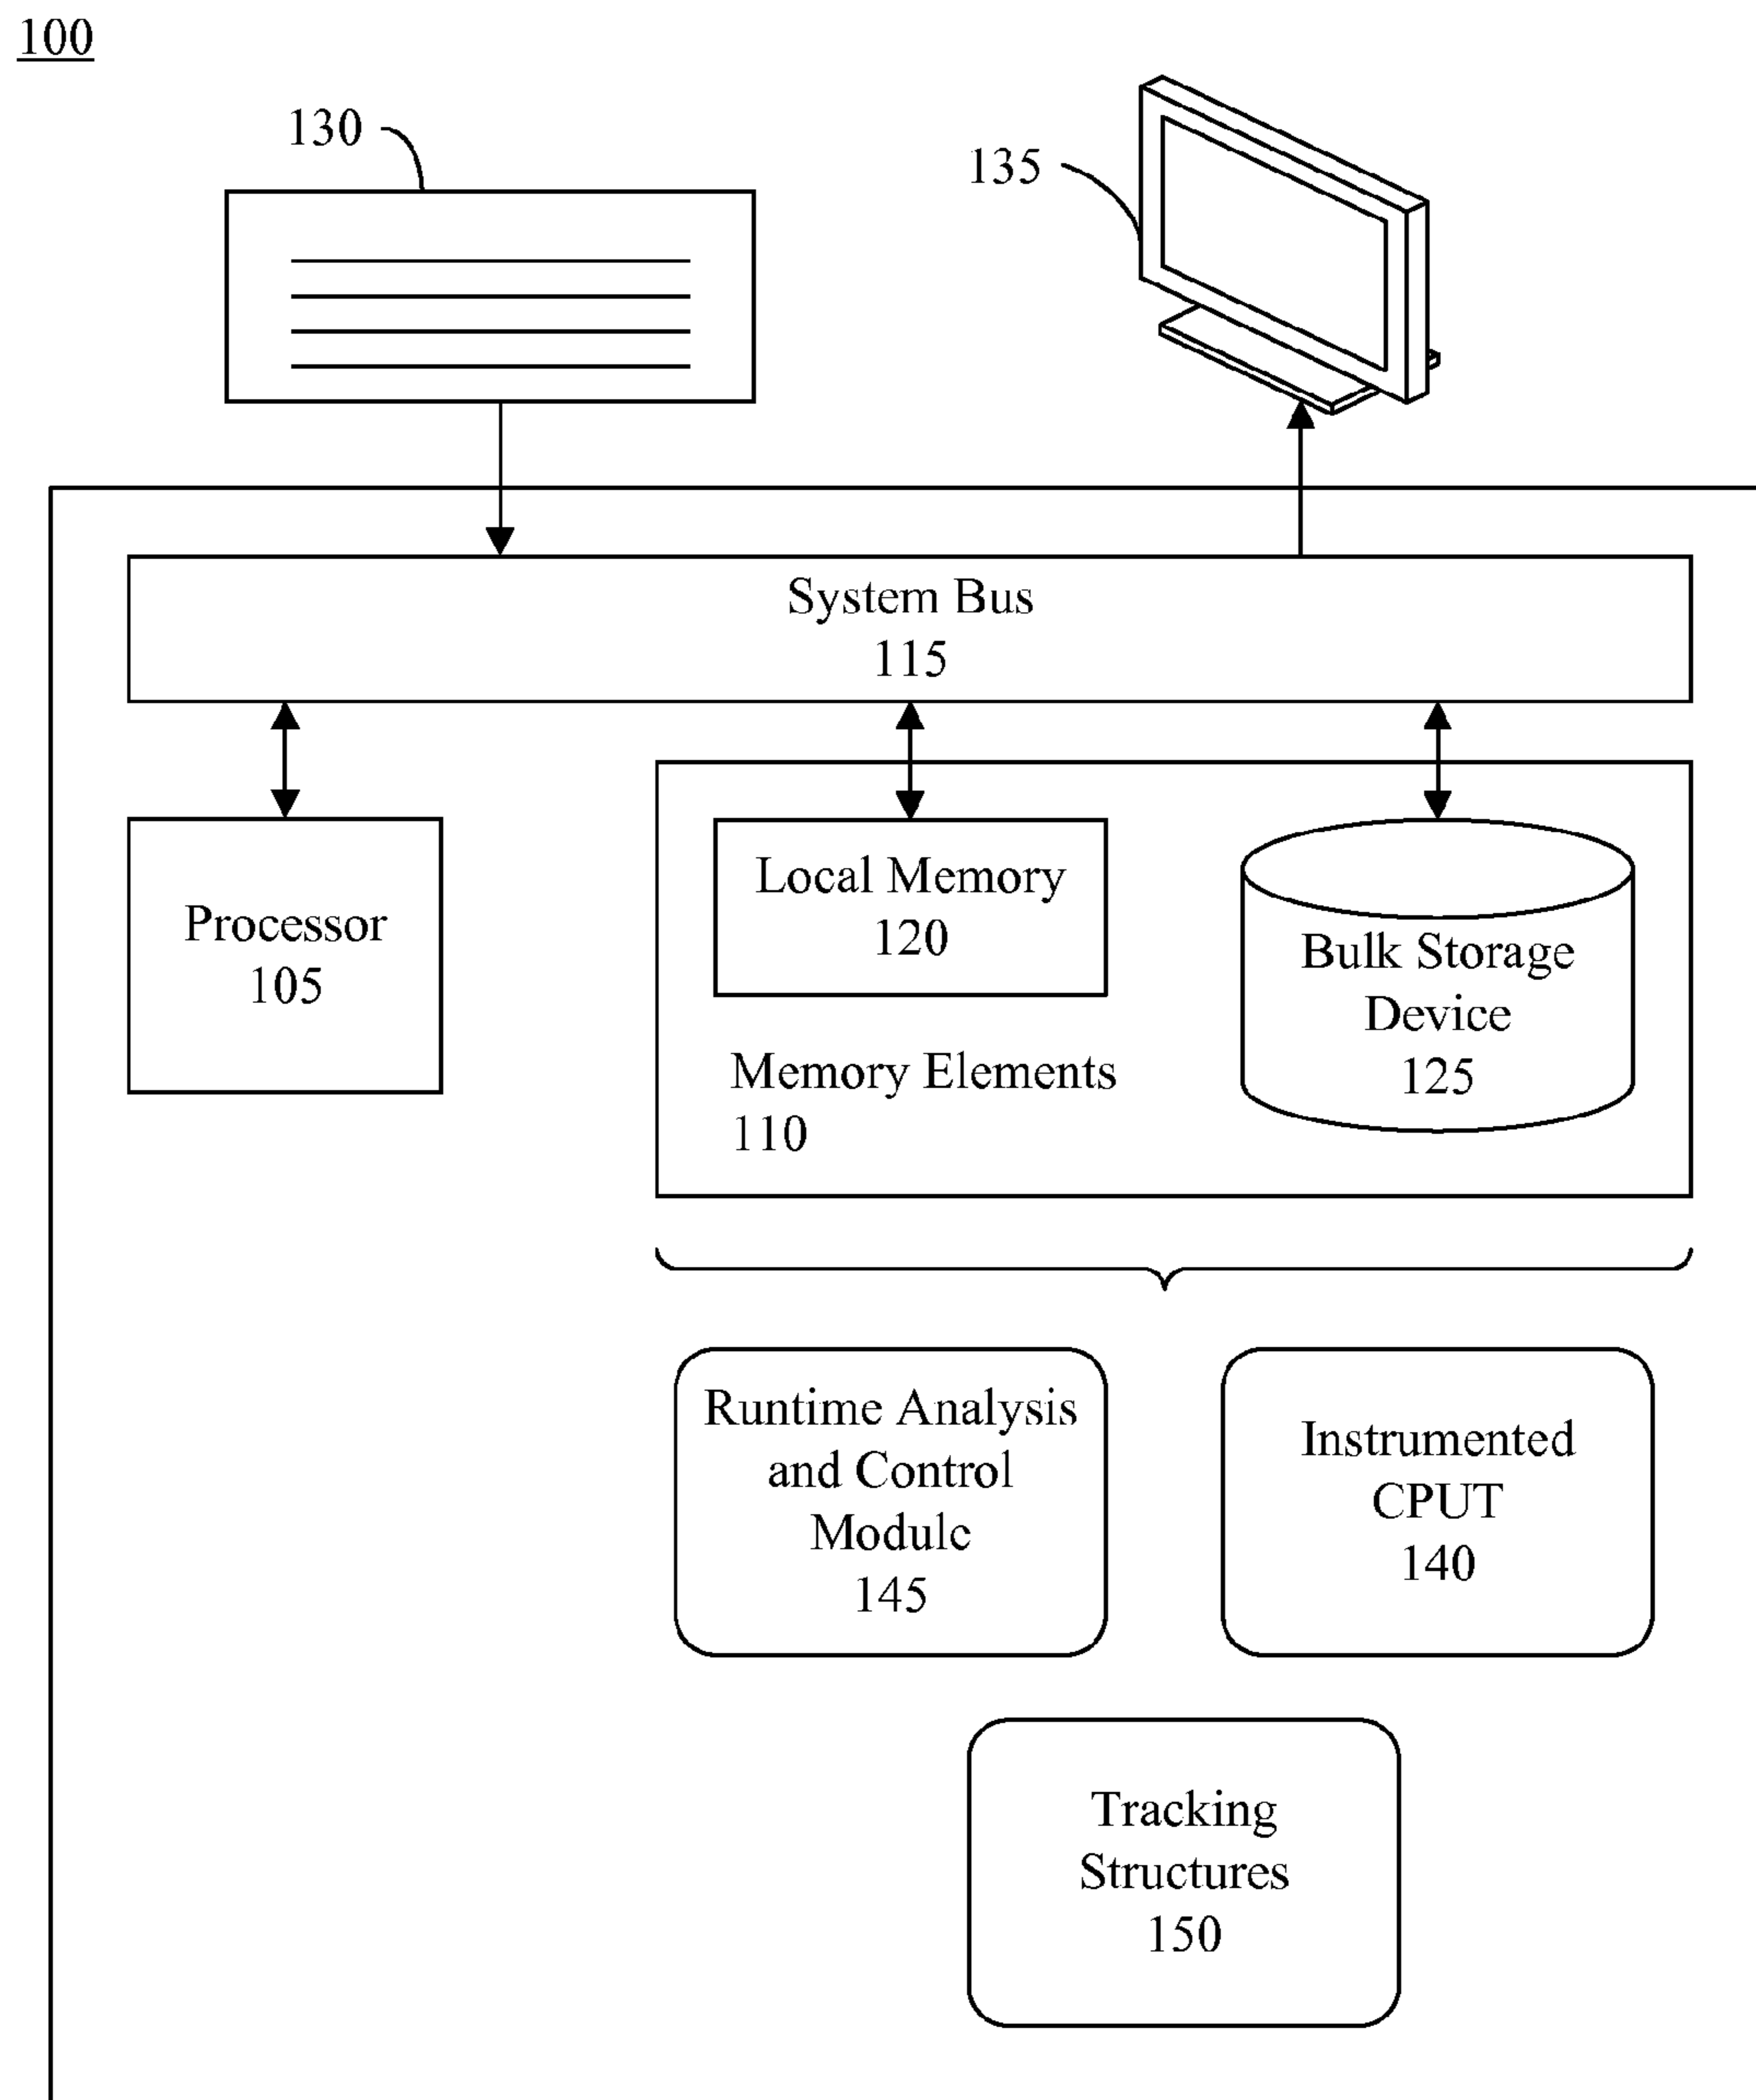 100
130
135
System Bus
115
Processor
105
Local Memory
120
Memory Elements
110
Bulk Storage
Device
125
Runtime Analysis
and Control
Module
145
Instrumented
CPUT
140
Tracking
Structures
150